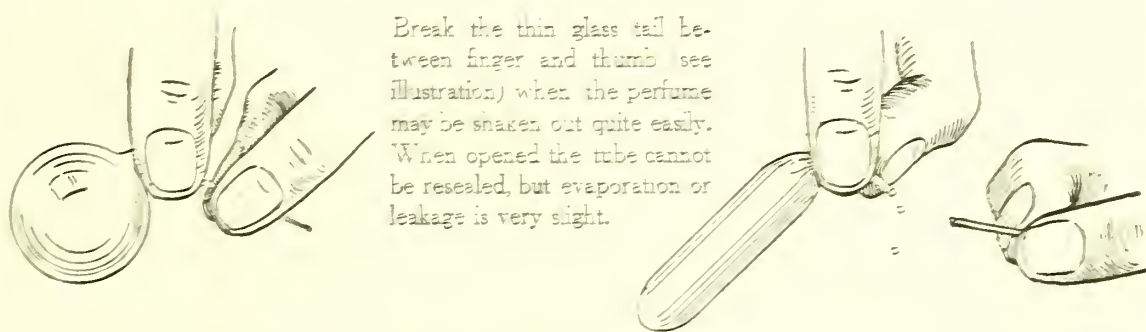 Break the thin glass tail be-
tween finger and thumb see
illustration) when the perfume
may be shaken out quite easily.
When opened the tube cannot
be resealed, but evaporation or
leakage is very slight.